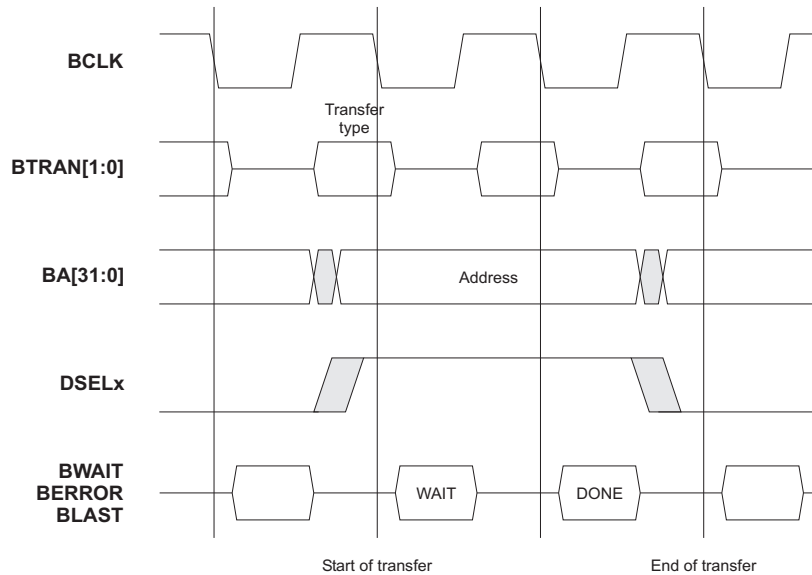 BCLK
Transfer
type
BTRAN[1:0]
BA[31:0]
Address
DSELx
BWAIT
BERROR
BLAST
WAIT
DONE
Start of transfer
End of transfer